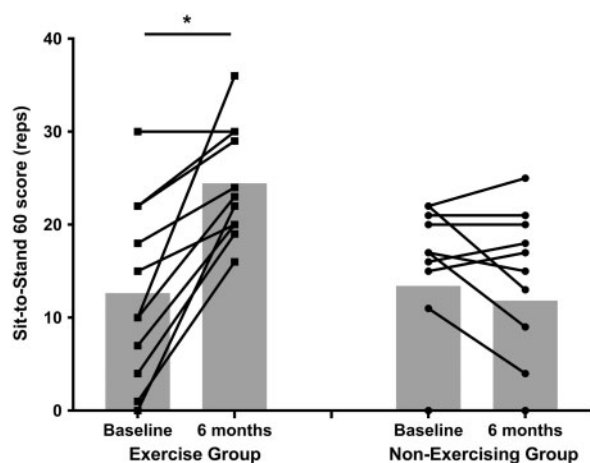 *
40
30
20
10
0
Sit-to-Stand 60 score (reps)
Baseline 6 months Baseline 6 months
Exercise Group Non-Exercising Group